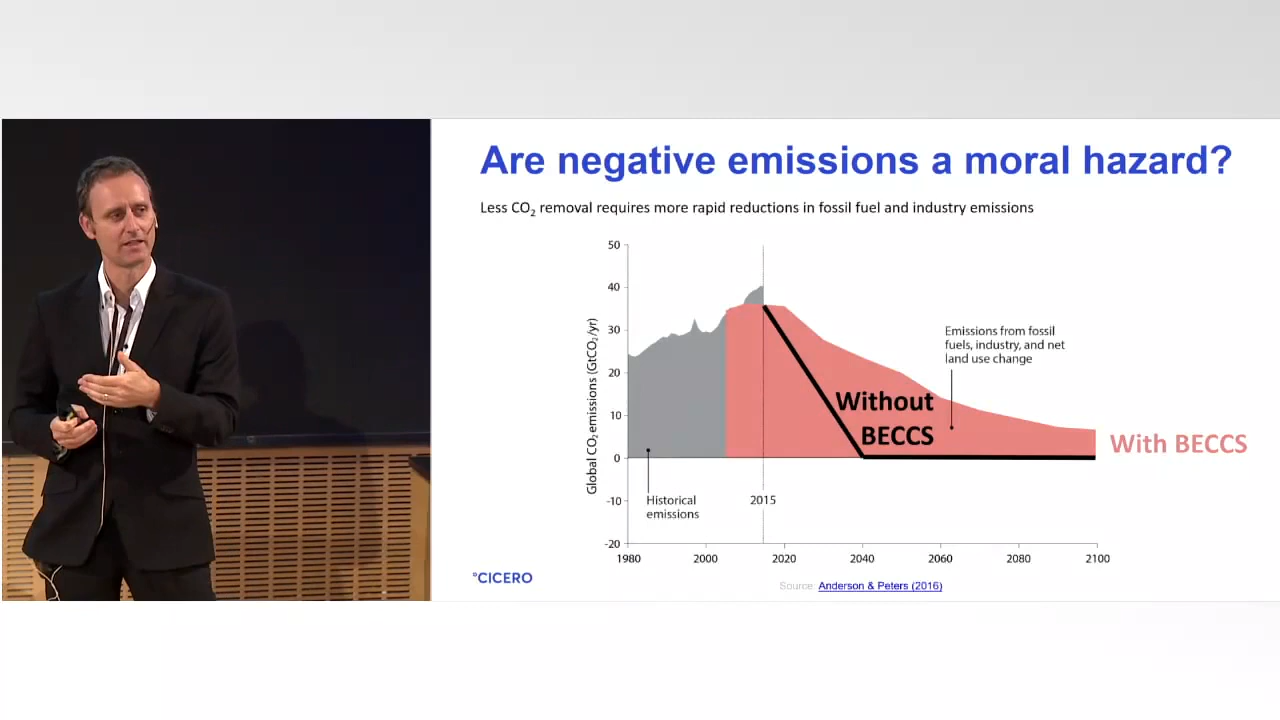 Are negative emissions a moral hazard?
Less CO2 removal requires more rapid reductions in fossil fuel and industry emissions
Global CO2 emissions (GtCO2/yr)
50
40
30
20
10
0
-10
-20
Emissions from fossil
fuels, industry, and net
land use change
Without
BECCS
With BECCS
Historical
emissions
2015
1980
2000
2020
2040
2060
2080
2100
°CICERO
Source: Anderson & Peters (2016)